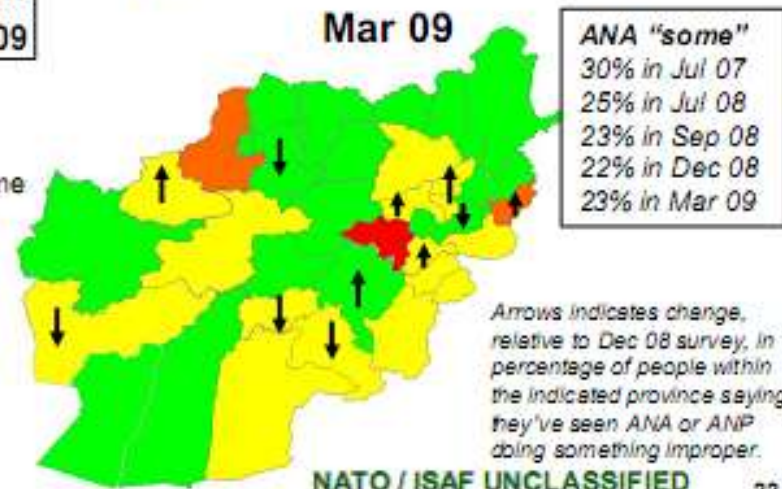 09
Mar 09
ANA “some”
30% in Jul 07
25% in Jul 08
23% in Sep 08
22% in Dec 08
23% in Mar 09
me
Arrows indicates change,
relative to Dec 08 survey, in
percentage of people within
the indicated province saying
they've seen ANA or ANP
doing something improper.
NATO / ISAF UNCLASSIFIED